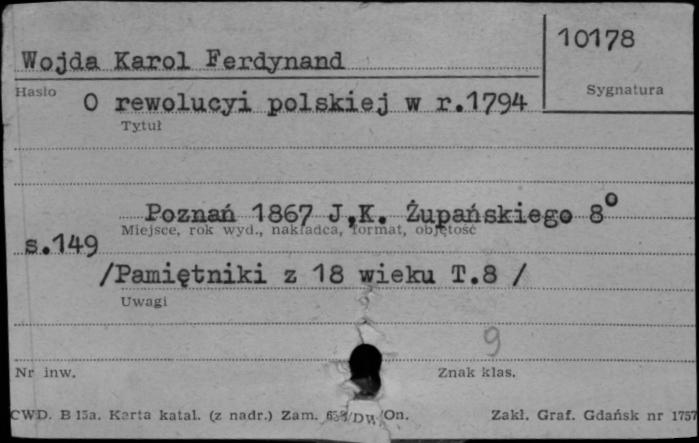 10178
Wojda Karol Ferdynand
Hasło
Sygnatura
O rewolucyi polskiej w r.1794
Tytuł
Poznań 1867 J.K. Żupańskiego 8°
Miejsce, rok wyd., nakładca, format, objętość
s.149
/Pamiętniki z 18 wieku T.8 /
Uwagi
9
Nr inw.
Znak klas.
CWD. B 15a. Karta katal. (z nadr.) Zam. /DW/On.
Zakł. Graf. Gdańsk nr 1757